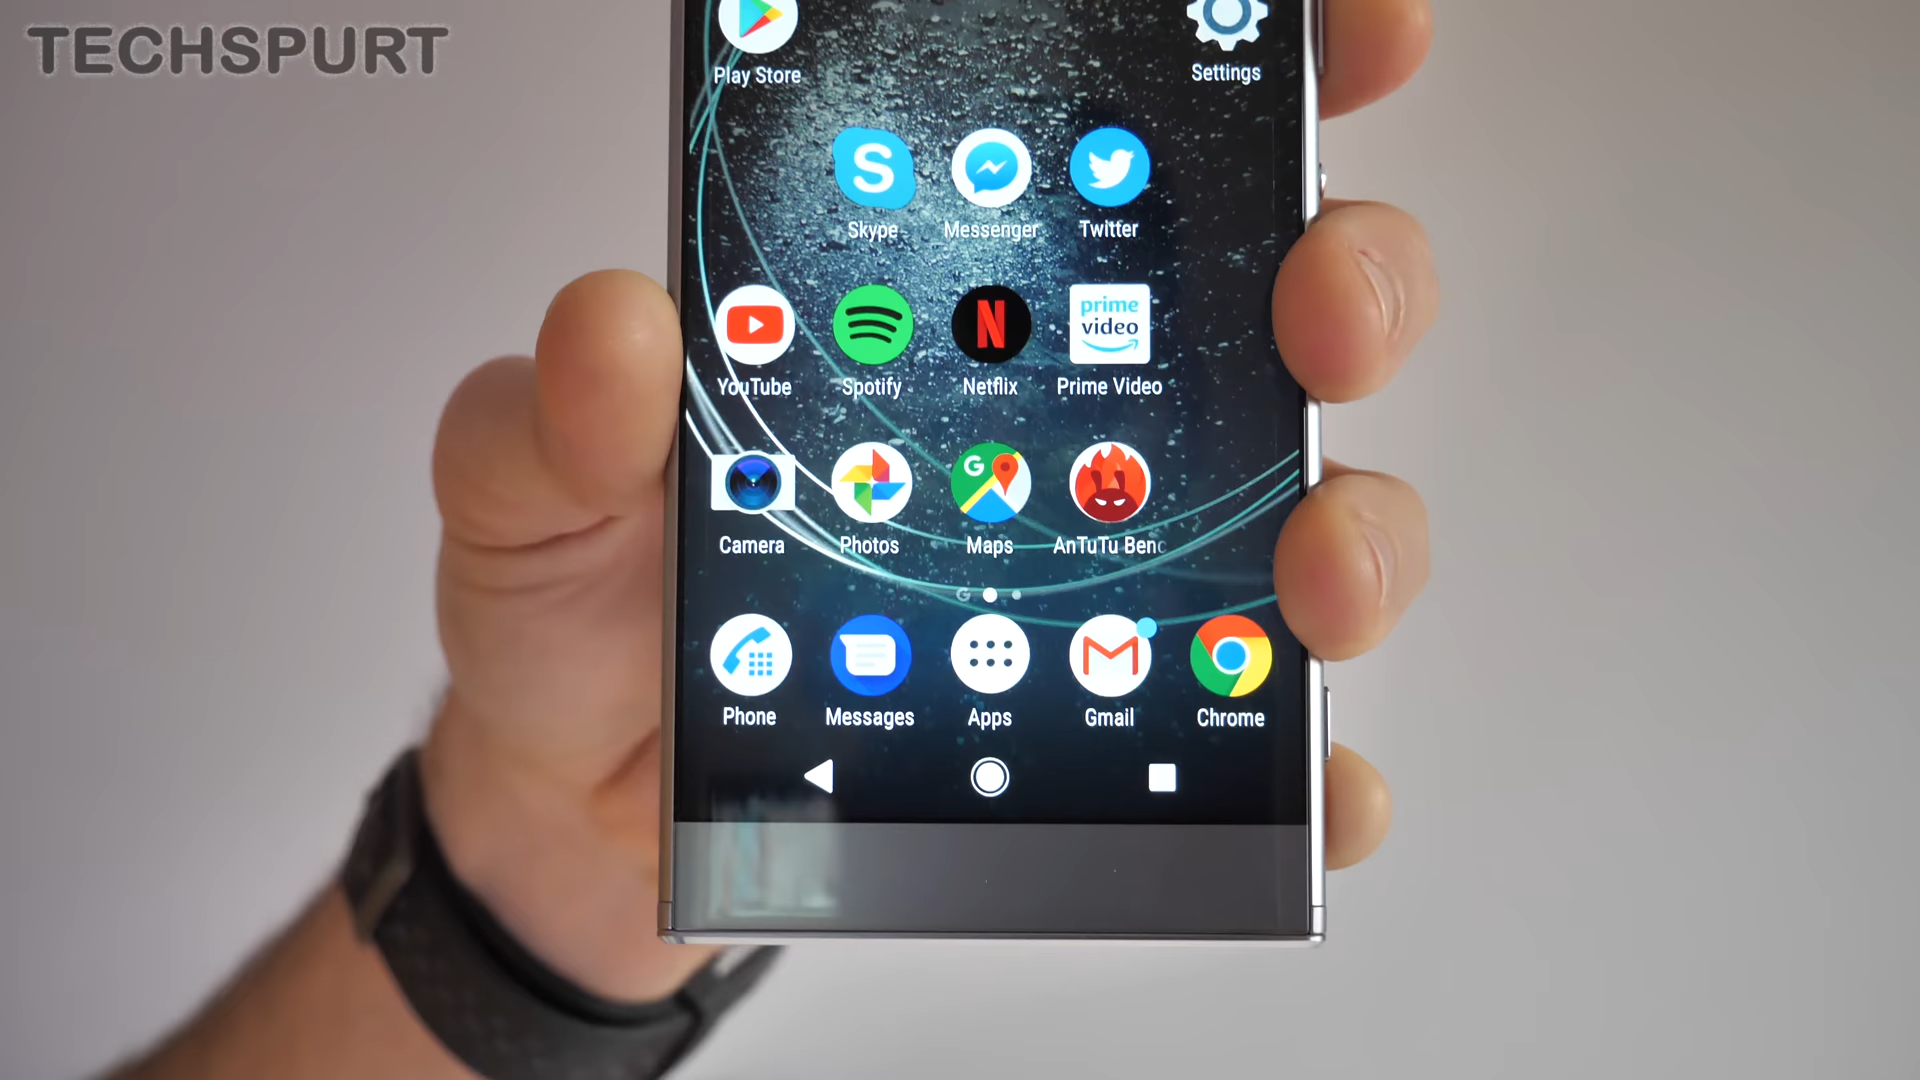 TECHSPURT
Play Store
Settings
S
Skype
Messenger
Twitter
N
prime
video
YouTube
Spotify
Netflix
Prime Video
G
Camera
Photos
Maps
AnTuTu Benc
G
M
Phone
Messages
Apps
Gmail
Chrome